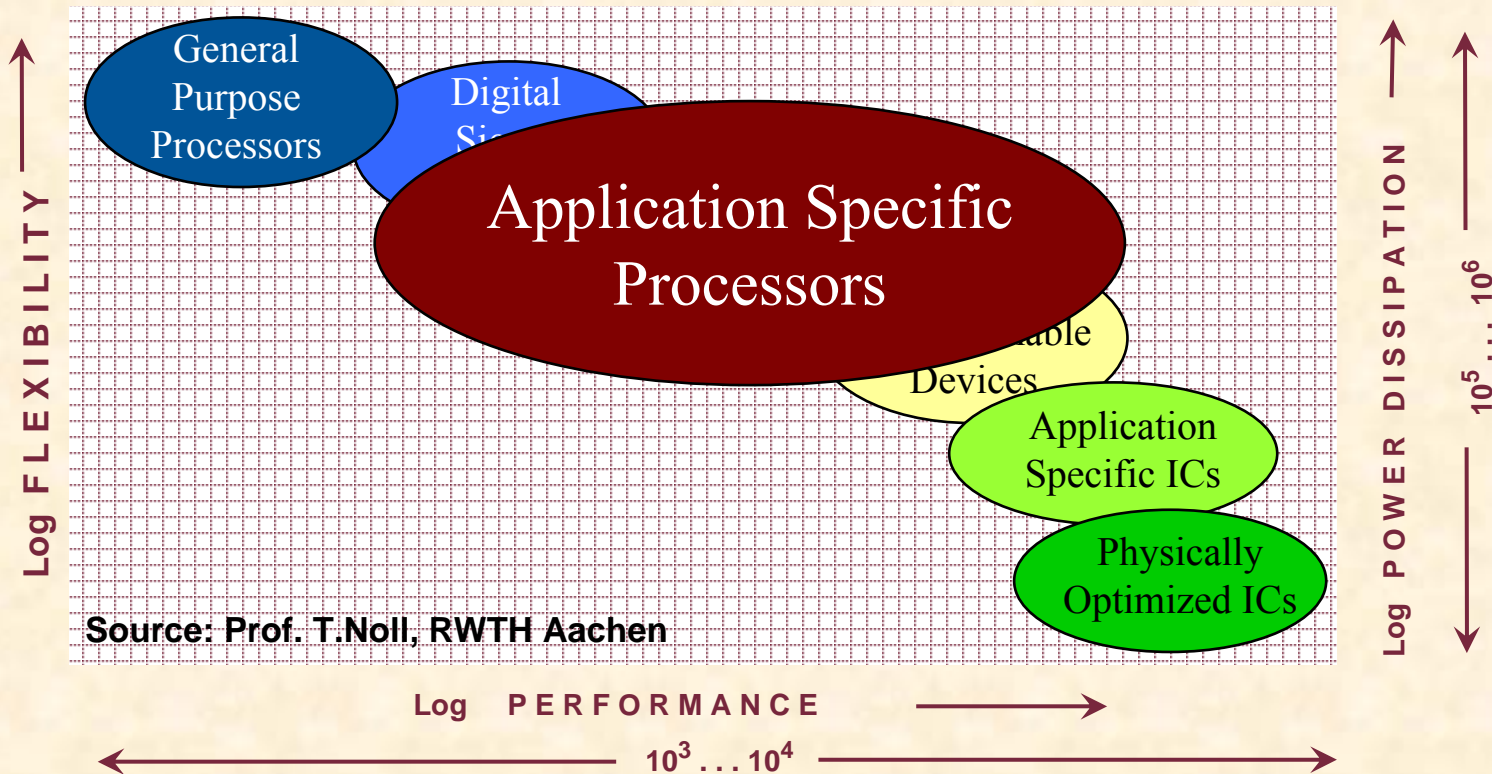 General
Purpose
Processors
Digital
Application Specific
Processors
Devices
Application
Specific ICs
Physically
Optimized ICs
Source: Prof. T.Noll, RWTH Aachen
Log FLEXIBILITY
Log POWER DISSIPATION
10⁵ . . . 10⁶
Log PERFORMANCE
10³ . . . 10⁴